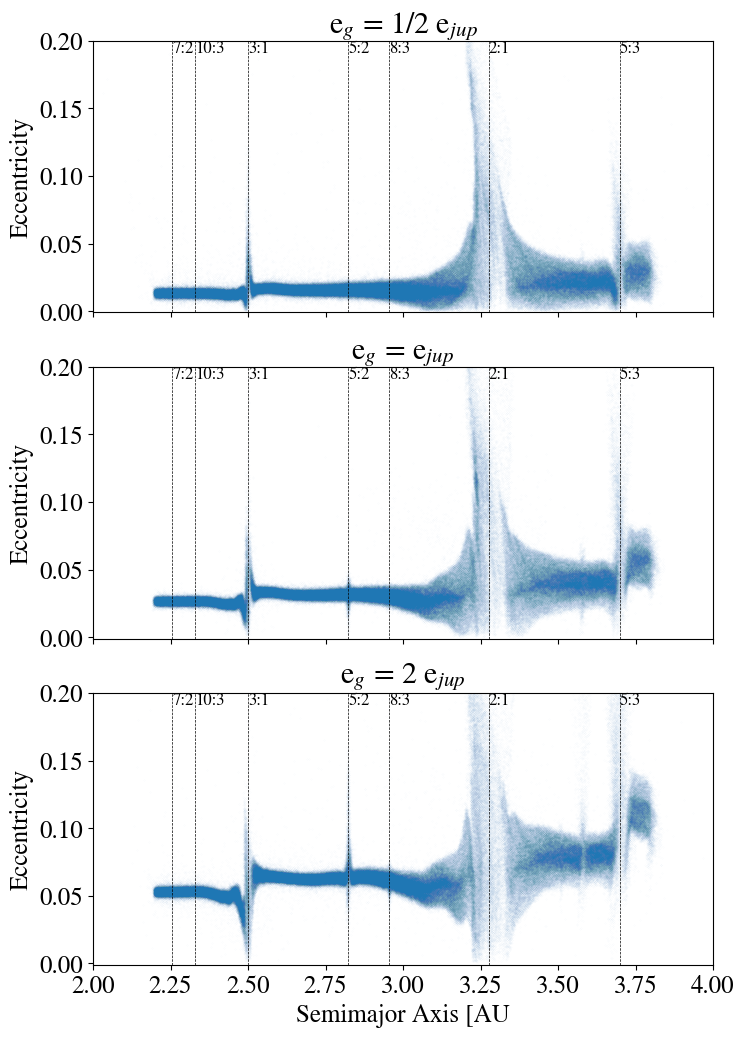 e_g = 1/2 e_jup
0.20
7:2 10:3 3:1 5:2 8:3 2:1 5:3
0.15
Eccentricity
0.10
0.05
0.00
e_g = e_jup
0.20
7:2 10:3 3:1 5:2 8:3 2:1 5:3
0.15
Eccentricity
0.10
0.05
0.00
e_g = 2 e_jup
0.20
7:2 10:3 3:1 5:2 8:3 2:1 5:3
0.15
Eccentricity
0.10
0.05
0.00
2.00 2.25 2.50 2.75 3.00 3.25 3.50 3.75 4.00
Semimajor Axis [AU